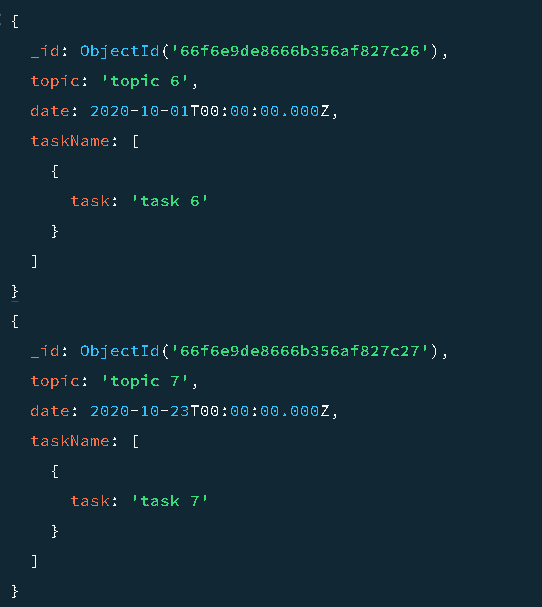 {
_id: ObjectId('66f6e9de8666b356af827c26'),
topic: 'topic 6',
date: 2020-10-01T00:00:00.000Z,
taskName: [
{
task: 'task 6'
}
]
}
{
_id: ObjectId('66f6e9de8666b356af827c27'),
topic: 'topic 7',
date: 2020-10-23T00:00:00.000Z,
taskName: [
{
task: 'task 7'
}
]
}